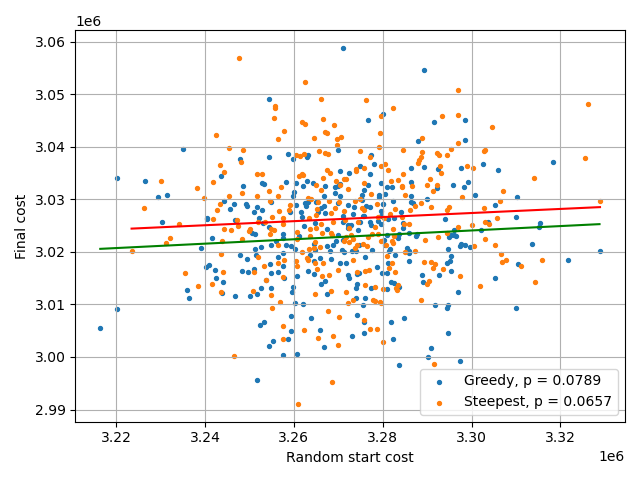 1e6
3.06
3.05
3.04
3.03
3.02
3.01
3.00
2.99
Final cost
Greedy, p = 0.0789
Steepest, p = 0.0657
3.22 3.24 3.26 3.28 3.30 3.32
Random start cost
1e6